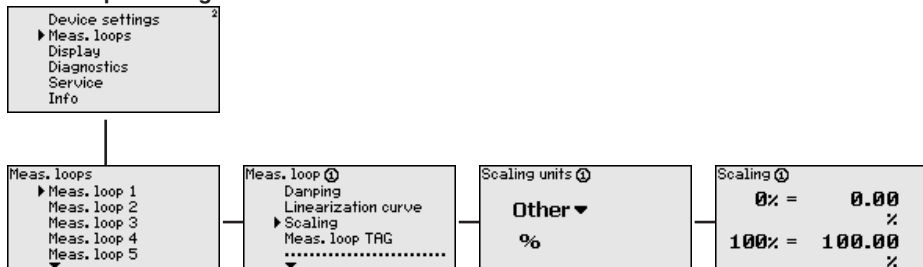 Device settings 2
▶Meas. loops
Display
Diagnostics
Service
Info
Meas. loops
▶Meas. loop 1
Meas. loop 2
Meas. loop 3
Meas. loop 4
Meas. loop 5
▼
Meas. loop ①
Damping
Linearization curve
▶Scaling
Meas. loop TAG
▼
Scaling units ①
Other▼
%
Scaling ①
0% = 0.00
%
100% = 100.00
%